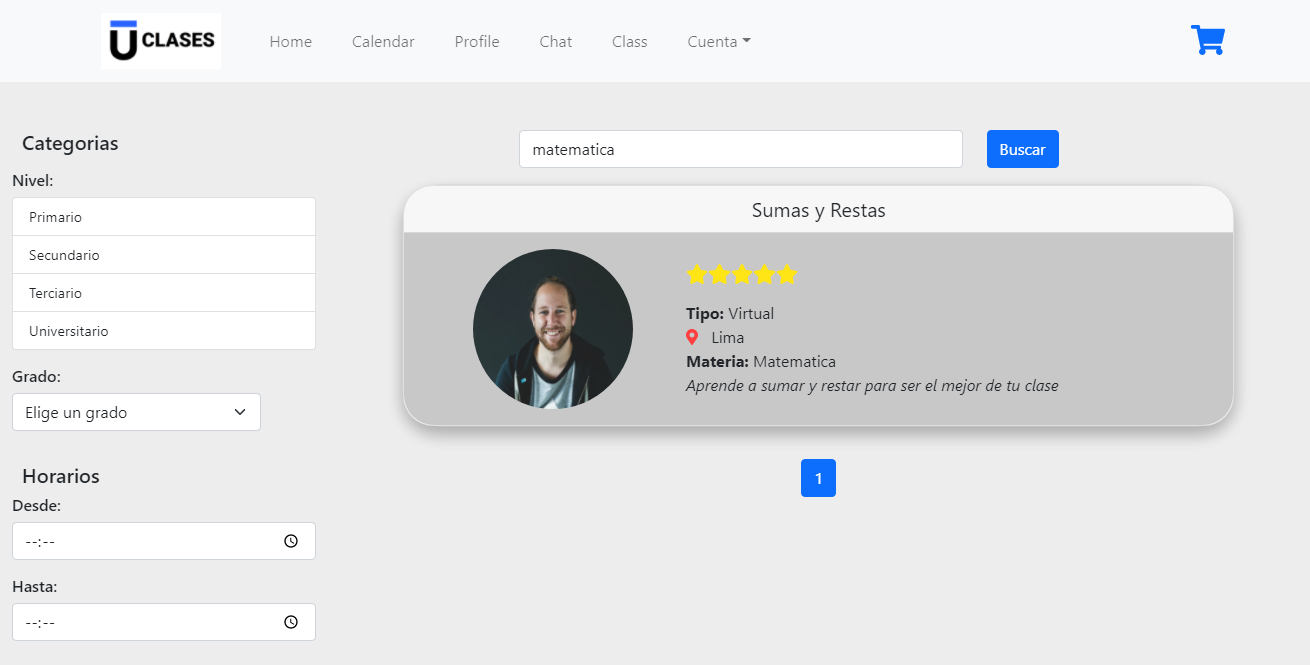 U CLASES
Home Calendar Profile Chat Class Cuenta
Categorias
Nivel:
Primario
Secundario
Terciario
Universitario
Grado:
Elige un grado
Horarios
Desde:
--:--
Hasta:
--:--
matematica Buscar
Sumas y Restas
Tipo: Virtual
Lima
Materia: Matematica
Aprende a sumar y restar para ser el mejor de tu clase
1